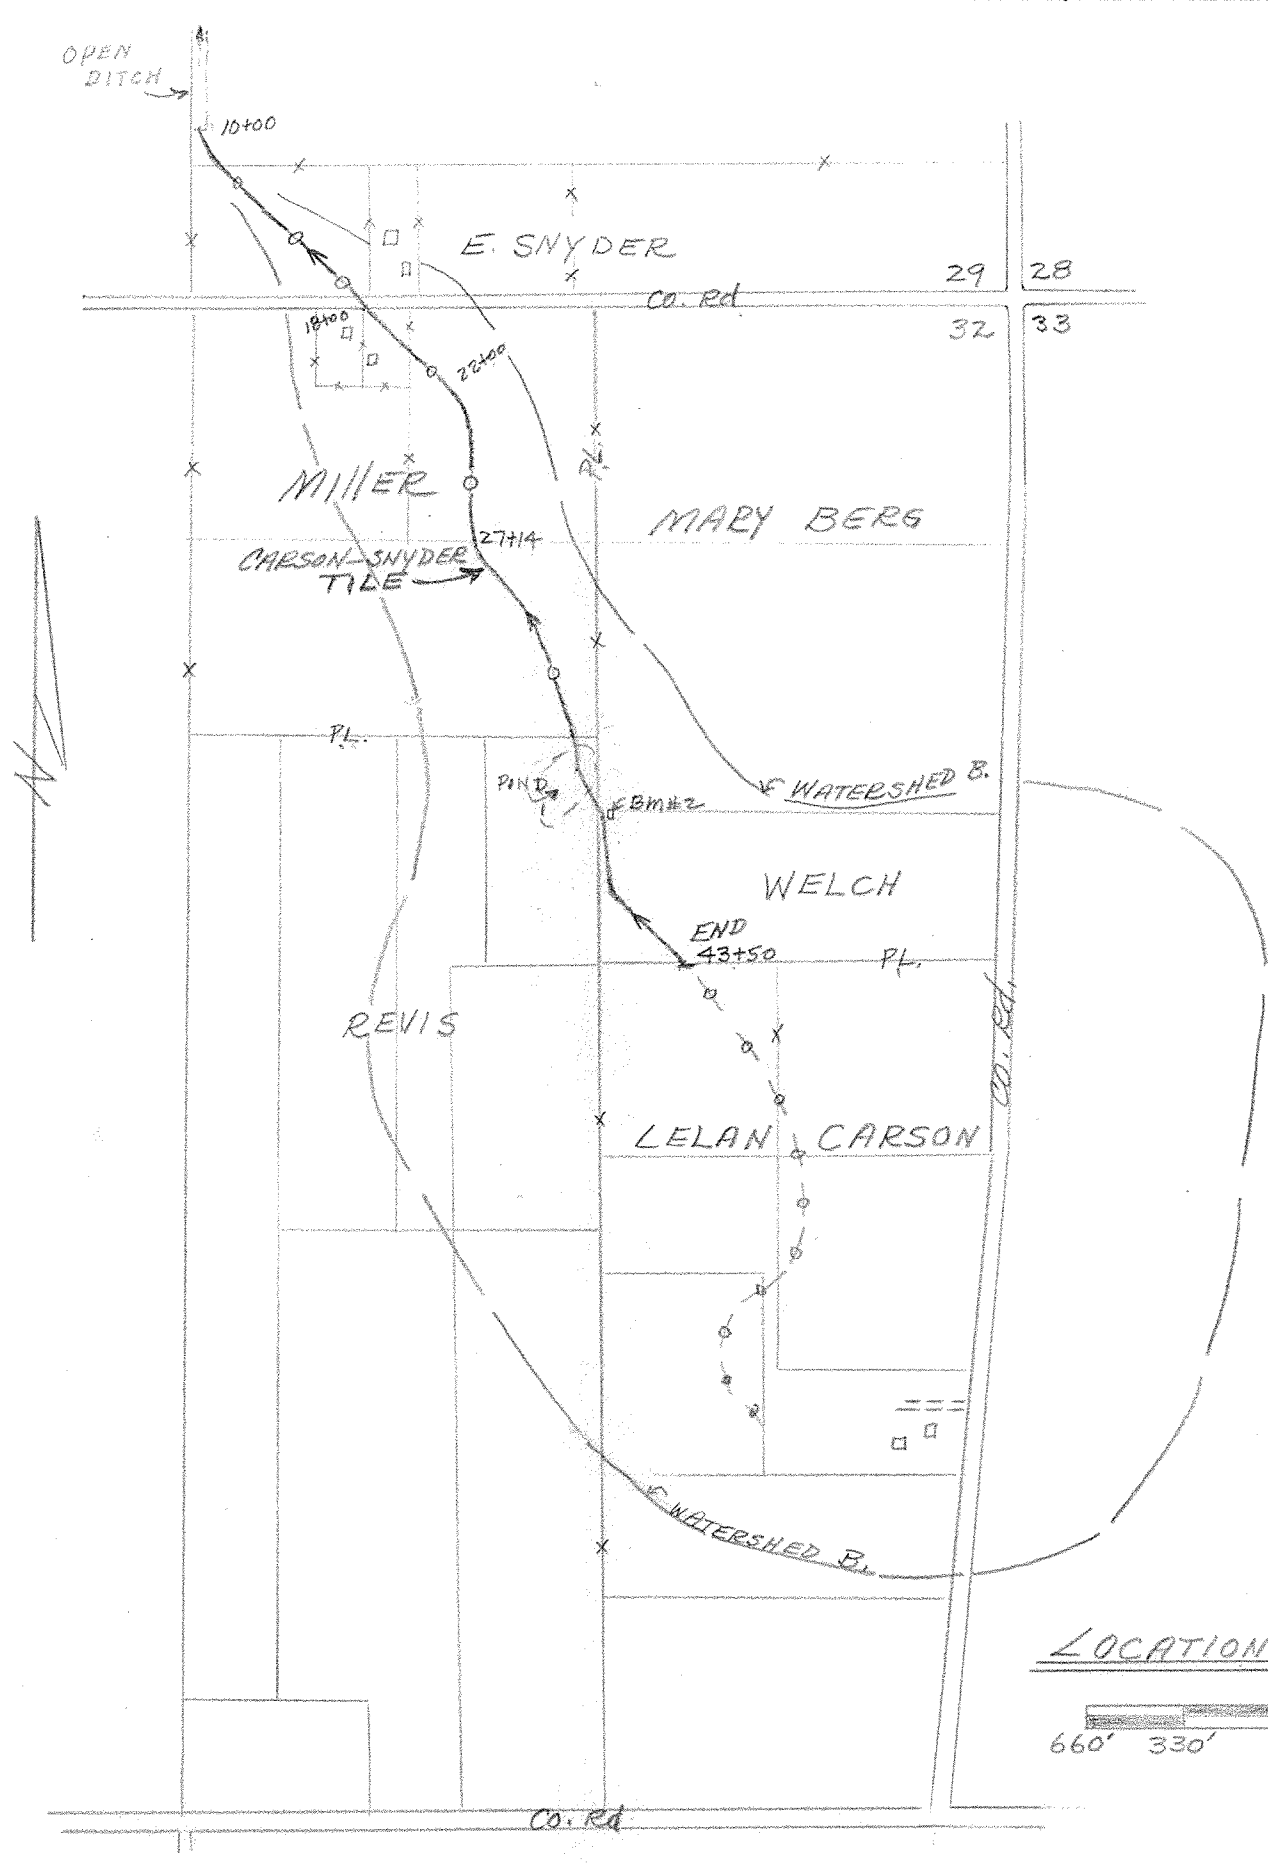 OPEN
DITCH
10+00
E. SNYDER
29 28
Co. Rd
32 33
18+00
22+00
P.L.
MILLER
MARY BERG
27+14
CARSON-SNYDER
TILE
N
P.L.
POND
BM#2
WATERSHED B.
WELCH
END
43+50
P.L.
REVIS
CO. Rd.
LELAN CARSON
WATERSHED B.
LOCATION
660' 330'
Co. Rd